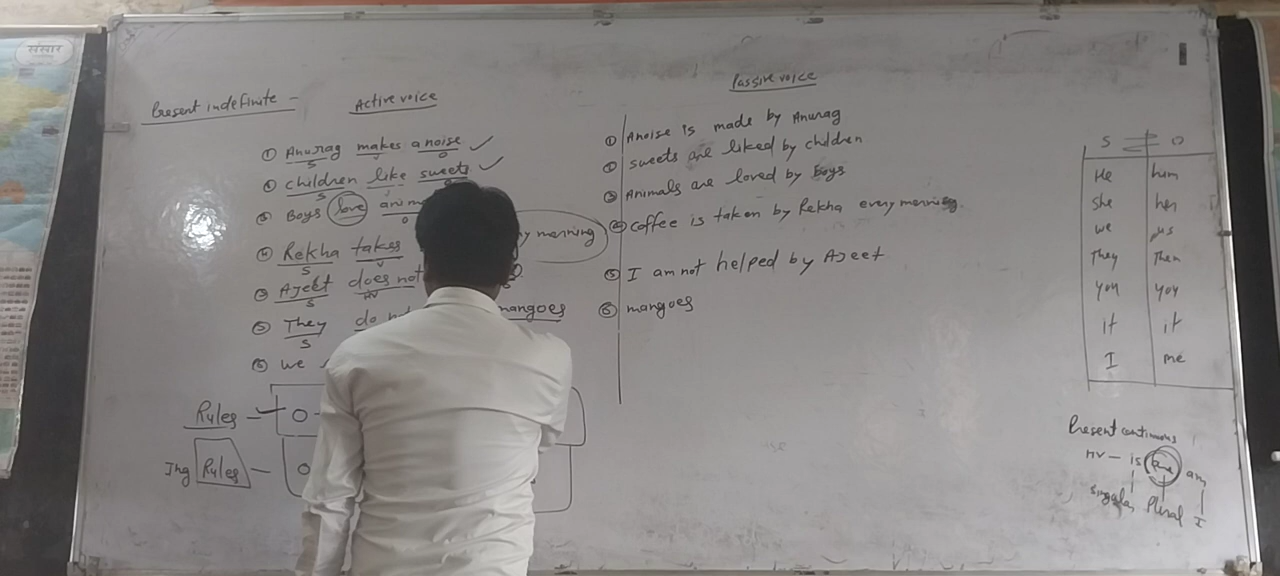 संसार
Present indefinite - Active voice
① Anurag makes a noise ✓
S V O
② children like sweets ✓
S O
③ Boys love
O
y morning
④ Rekha takes
S V
⑤ Ajeet does not
S HV
⑤ They do not mangoes
S
⑥ we
Rules - O
Ing Rules - O
Passive voice
① A noise is made by Anurag
② sweets are liked by children
③ Animals are loved by Boys
④ coffee is taken by Rekha every morning.
⑤ I am not helped by Ajeet
⑥ mangoes
S ⇌ O
He him
she her
we us
They Them
you you
it it
I me
Present continuous
HV - is are am
singular Plural I